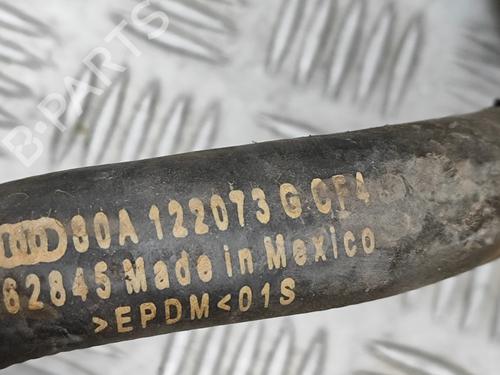 B-PARTS
80A 122073 G CF4
62845 Made in Mexico
>EPDM<01S